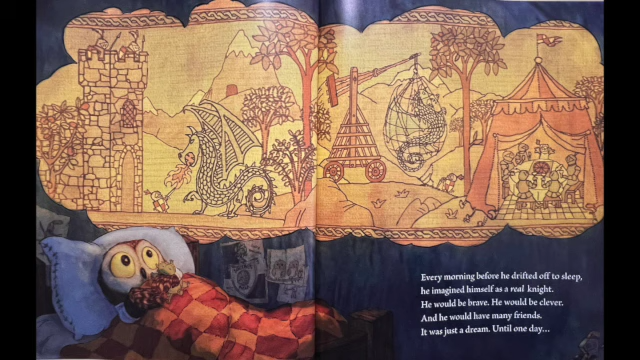 Every morning before he drifted off to sleep,
he imagined himself as a real knight.
He would be brave. He would be clever.
And he would have many friends.
It was just a dream. Until one day...